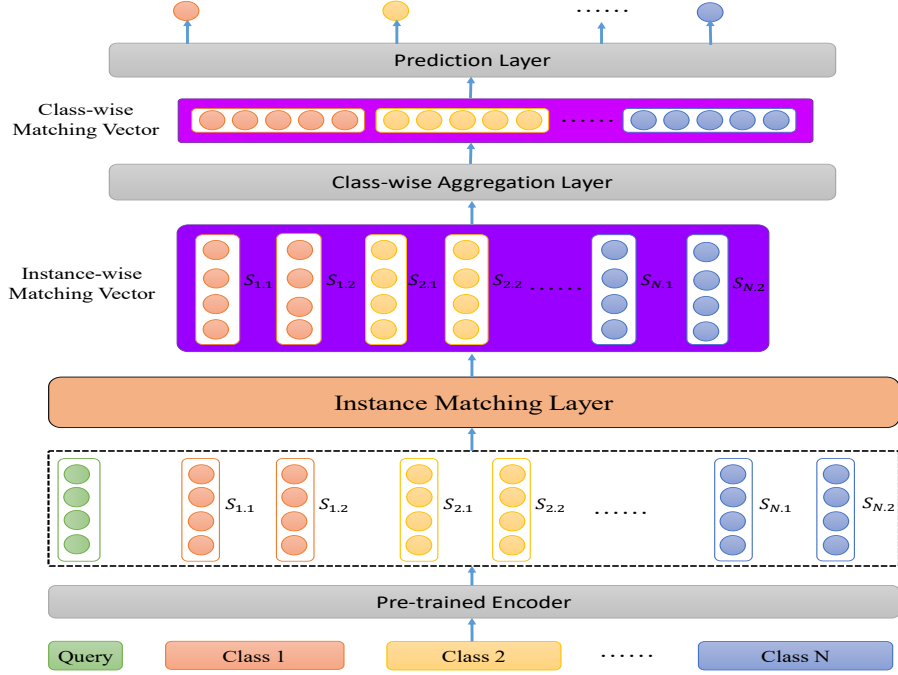 ......
Prediction Layer
Class-wise
Matching Vector
......
Class-wise Aggregation Layer
Instance-wise
Matching Vector
S1.1 S1.2 S2.1 S2.2 ...... SN.1 SN.2
Instance Matching Layer
S1.1 S1.2 S2.1 S2.2 ...... SN.1 SN.2
Pre-trained Encoder
Query Class 1 Class 2 ...... Class N